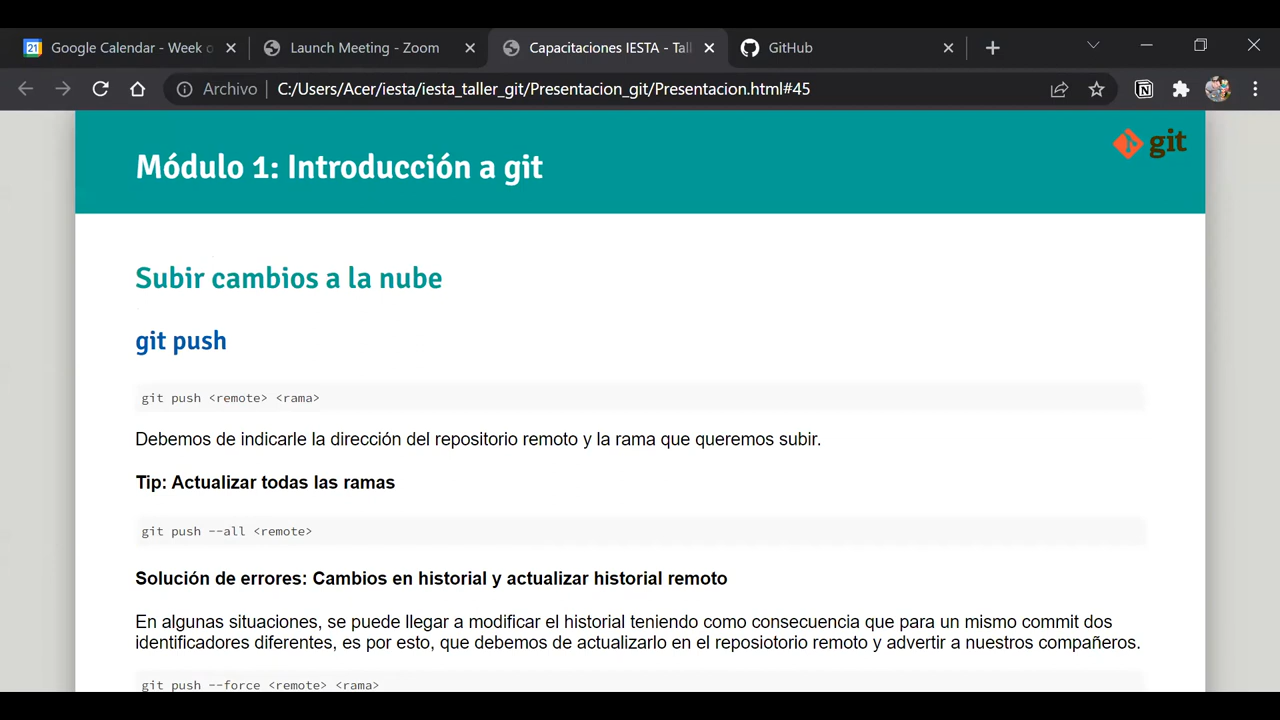 Google Calendar - Week o
Launch Meeting - Zoom
Capacitaciones IESTA - Tall
GitHub
Archivo
C:/Users/Acer/iesta/iesta_taller_git/Presentacion_git/Presentacion.html#45
Módulo 1: Introducción a git
git
Subir cambios a la nube
git push
git push <remote> <rama>
Debemos de indicarle la dirección del repositorio remoto y la rama que queremos subir.
Tip: Actualizar todas las ramas
git push --all <remote>
Solución de errores: Cambios en historial y actualizar historial remoto
En algunas situaciones, se puede llegar a modificar el historial teniendo como consecuencia que para un mismo commit dos
identificadores diferentes, es por esto, que debemos de actualizarlo en el reposiotorio remoto y advertir a nuestros compañeros.
git push --force <remote> <rama>